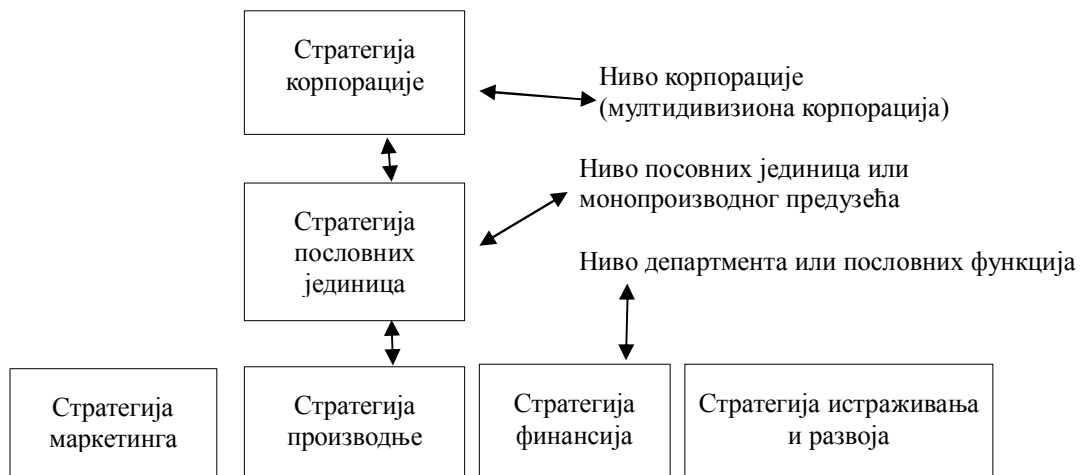 Стратегија
корпорације
Ниво корпорације
(мултидивизиона корпорација)
Ниво посовних јединица или
монопроизводног предузећа
Стратегија
пословних
јединица
Ниво департмента или пословних функција
Стратегија
маркетинга
Стратегија
производње
Стратегија
финансија
Стратегија истраживања
и развоја